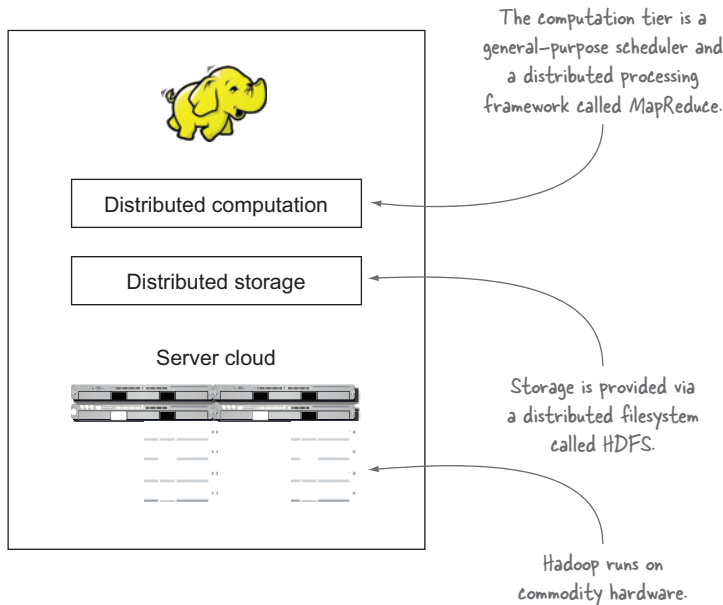 The computation tier is a
general-purpose scheduler and
a distributed processing
framework called MapReduce.
Distributed computation
Distributed storage
Server cloud
Storage is provided via
a distributed filesystem
called HDFS.
Hadoop runs on
commodity hardware.